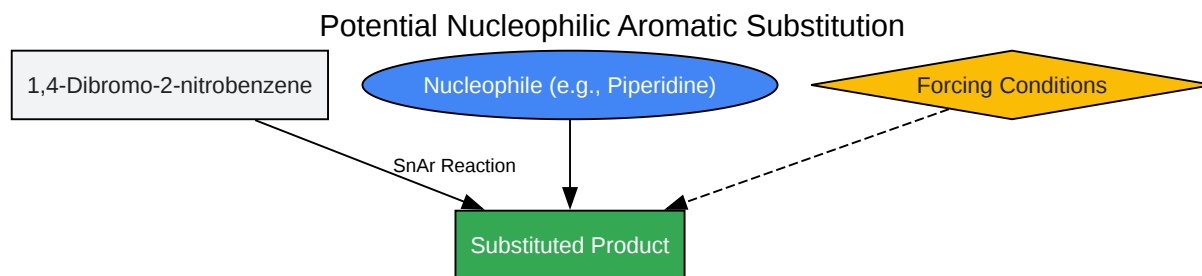 Potential Nucleophilic Aromatic Substitution
1,4-Dibromo-2-nitrobenzene
Nucleophile (e.g., Piperidine)
Forcing Conditions
SnAr Reaction
Substituted Product